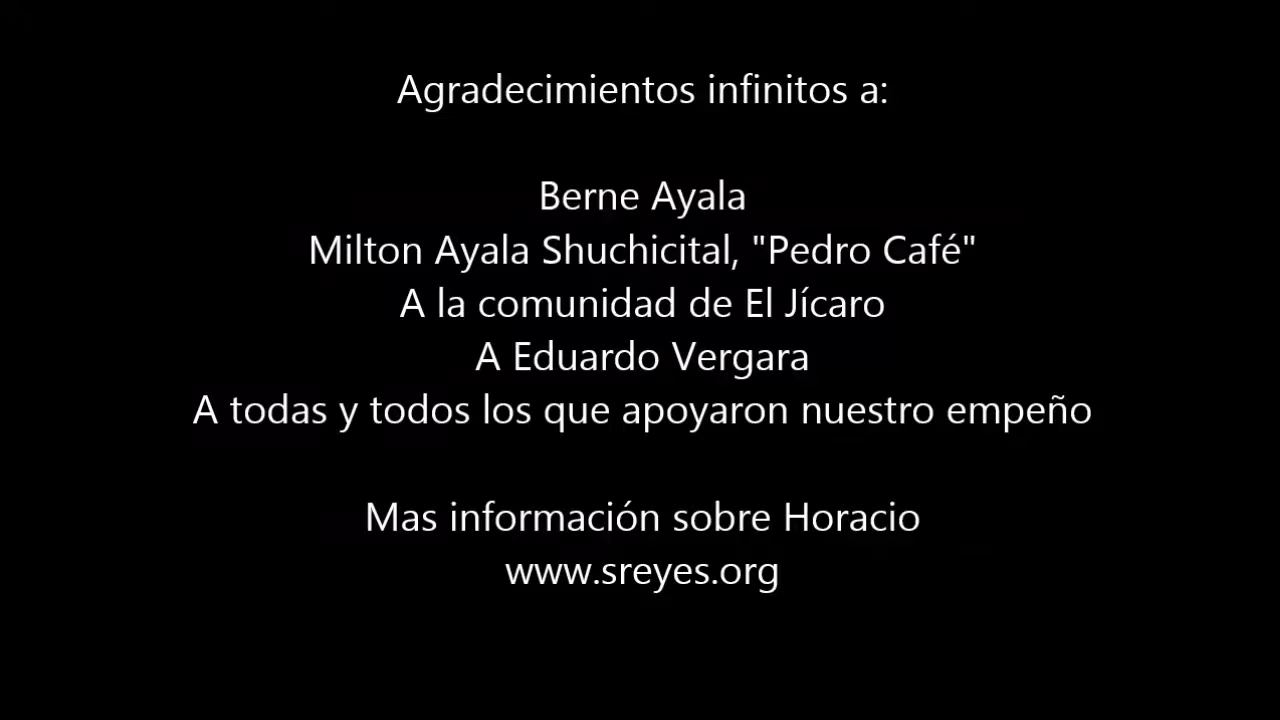 Agradecimientos infinitos a:
Berne Ayala
Milton Ayala Shuchicital, "Pedro Café"
A la comunidad de El Jícaro
A Eduardo Vergara
A todas y todos los que apoyaron nuestro empeño
Mas información sobre Horacio
www.sreyes.org